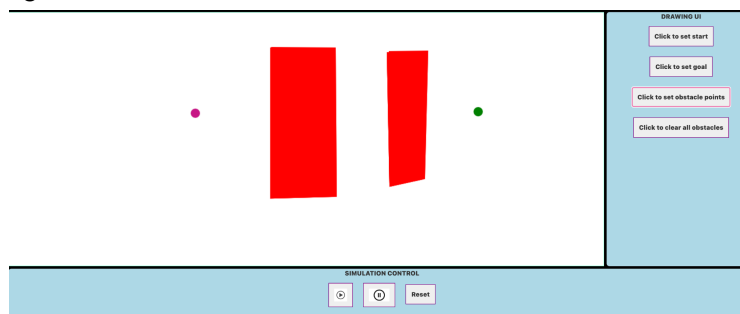 DRAWING UI
Click to set start
Click to set goal
Click to set obstacle points
Click to clear all obstacles
SIMULATION CONTROL
Reset